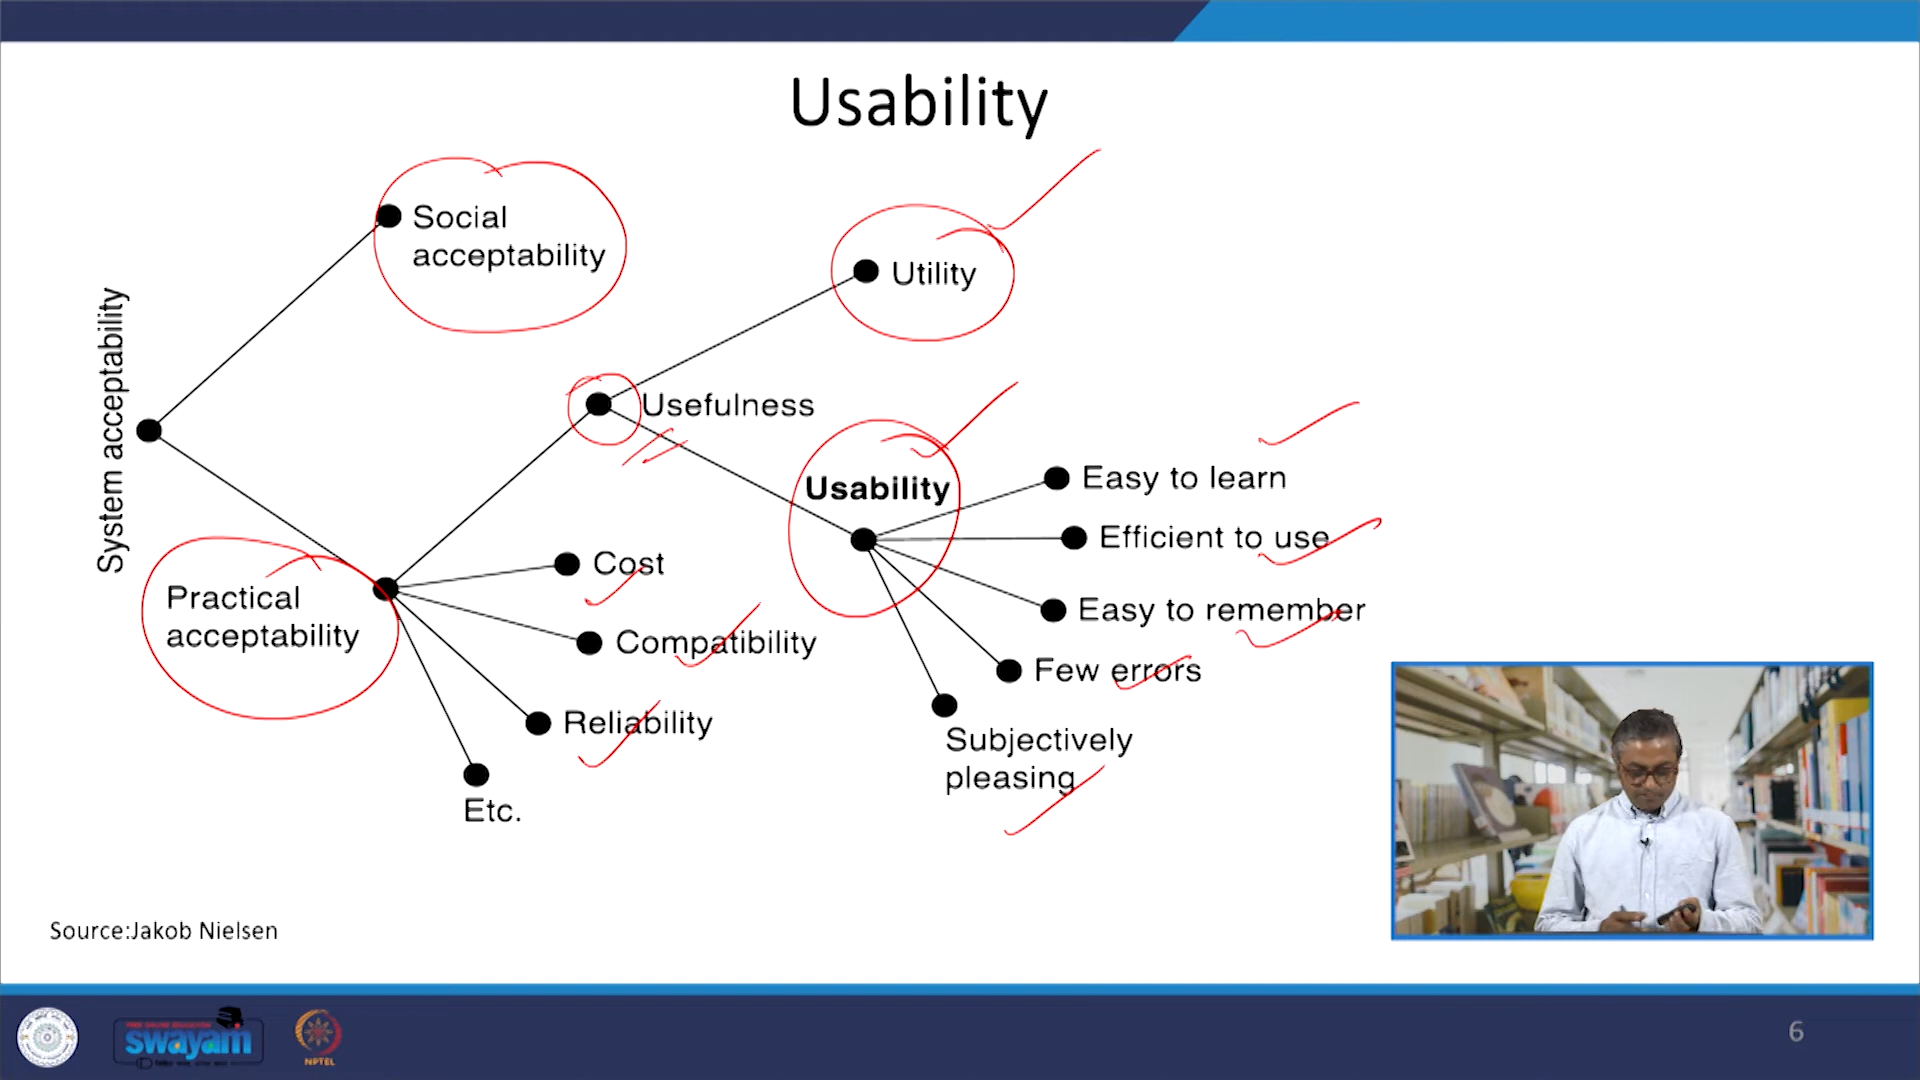 Usability
Social
acceptability
Utility
System acceptability
Usefulness
Usability
Easy to learn
Efficient to use
Easy to remember
Few errors
Subjectively
pleasing
Practical
acceptability
Cost
Compatibility
Reliability
Etc.
Source:Jakob Nielsen
swayam
NPTEL
6